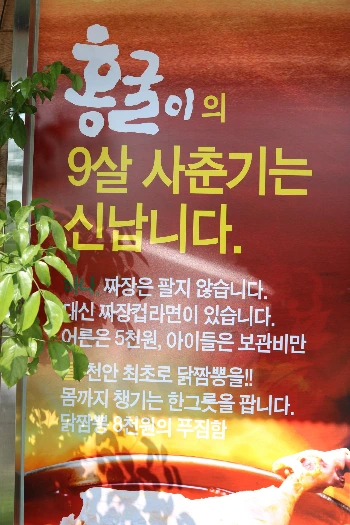 홍굴이의
9살 사춘기는
신납니다.
짜장은 팔지 않습니다.
대신 짜장컵라면이 있습니다.
어른은 5천원, 아이들은 보관비만
천안 최초로 닭짬뽕을!!
몸까지 챙기는 한그릇을 팝니다.
닭짬뽕 8천원의 푸짐함